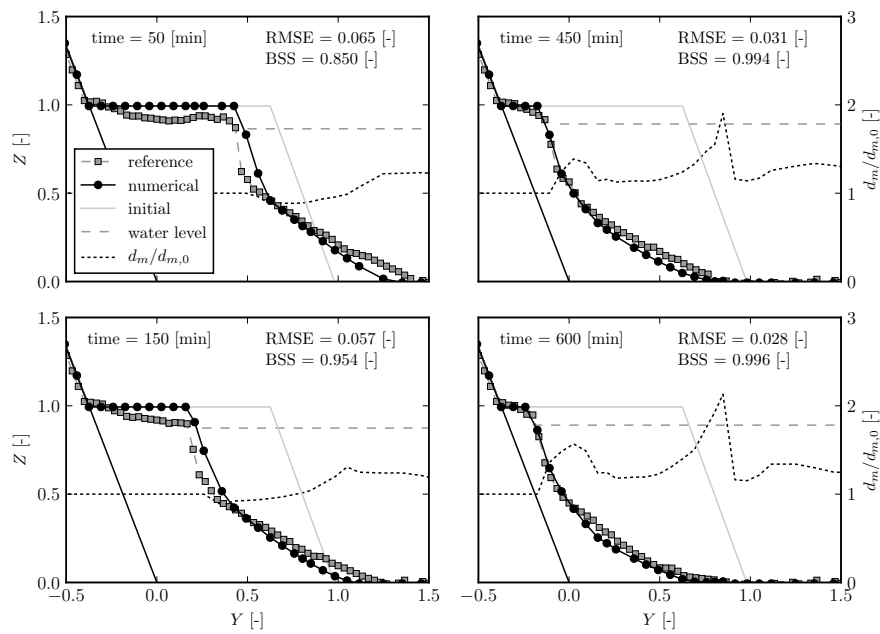 time = 50 [min]
RMSE = 0.065 [-]
BSS = 0.850 [-]
1.5
1.0
0.5
0.0
Z [-]
reference
numerical
initial
water level
d_m/d_{m,0}
−0.5 0.0 0.5 1.0 1.5
time = 450 [min]
RMSE = 0.031 [-]
BSS = 0.994 [-]
3
2
1
0
d_m/d_{m,0}
time = 150 [min]
RMSE = 0.057 [-]
BSS = 0.954 [-]
1.5
1.0
0.5
0.0
Z [-]
Y [-]
time = 600 [min]
RMSE = 0.028 [-]
BSS = 0.996 [-]
3
2
1
0
d_m/d_{m,0}
−0.5 0.0 0.5 1.0 1.5
Y [-]